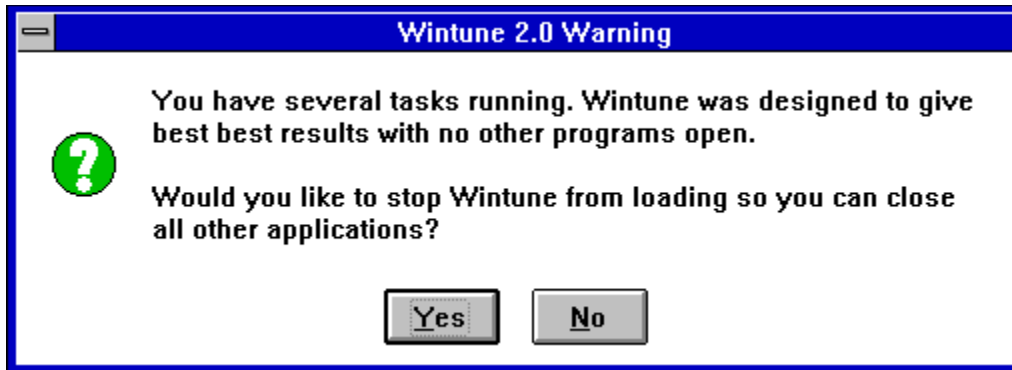 Wintune 2.0 Warning
You have several tasks running. Wintune was designed to give
best best results with no other programs open.
Would you like to stop Wintune from loading so you can close
all other applications?
Yes No